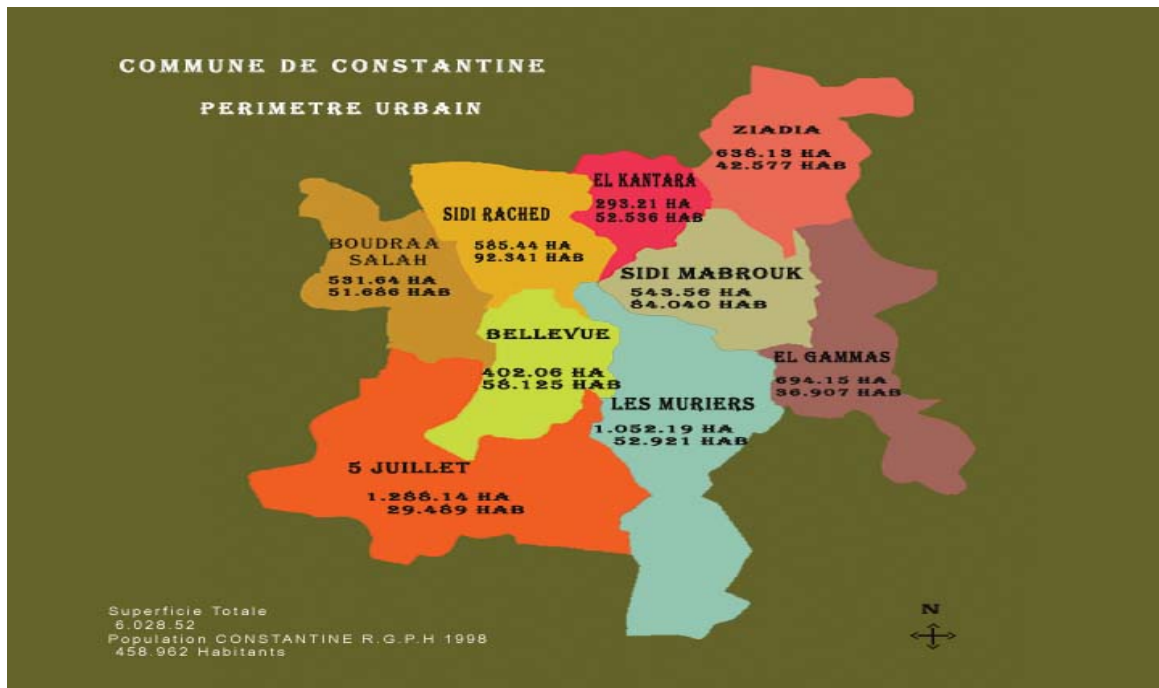 COMMUNE DE CONSTANTINE
PERIMETRE URBAIN
ZIADIA
638.13 HA
42.577 HAB
EL KANTARA
293.21 HA
52.536 HAB
SIDI RACHED
585.44 HA
92.341 HAB
BOUDRAA
SALAH
531.64 HA
51.686 HAB
SIDI MABROUK
543.56 HA
84.040 HAB
BELLEVUE
402.06 HA
58.125 HAB
EL GAMMAS
694.15 HA
36.907 HAB
LES MURIERS
1.052.19 HA
52.921 HAB
5 JUILLET
1.288.14 HA
29.489 HAB
Superficie Totale
6.028.52
Population CONSTANTINE R.G.P.H 1998
458.962 Habitants
N